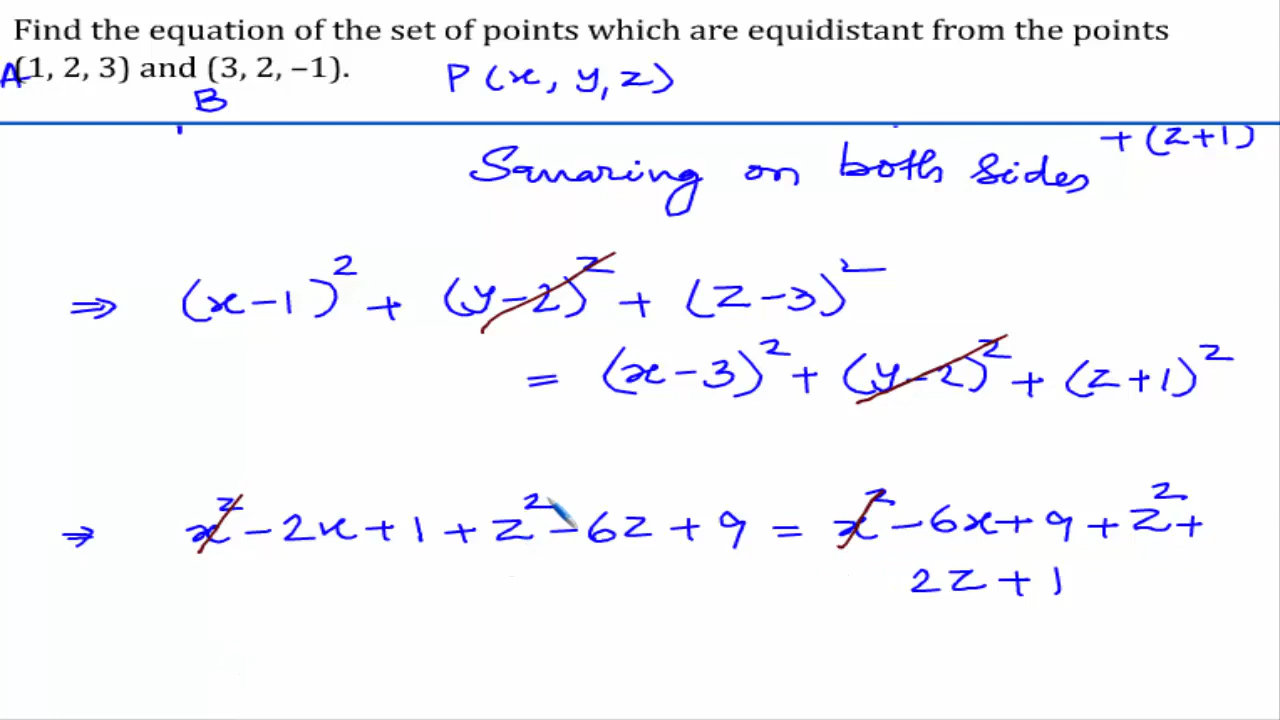 Find the equation of the set of points which are equidistant from the points
(1, 2, 3) and (3, 2, –1). P (x, y, z)
A B
+ (z+1)
Squaring on both sides
⇒ (x-1)² + (y-2)² + (z-3)²
= (x-3)² + (y-2)² + (z+1)²
⇒ x² - 2x + 1 + z² - 6z + 9 = x² - 6x + 9 + z² +
2z + 1